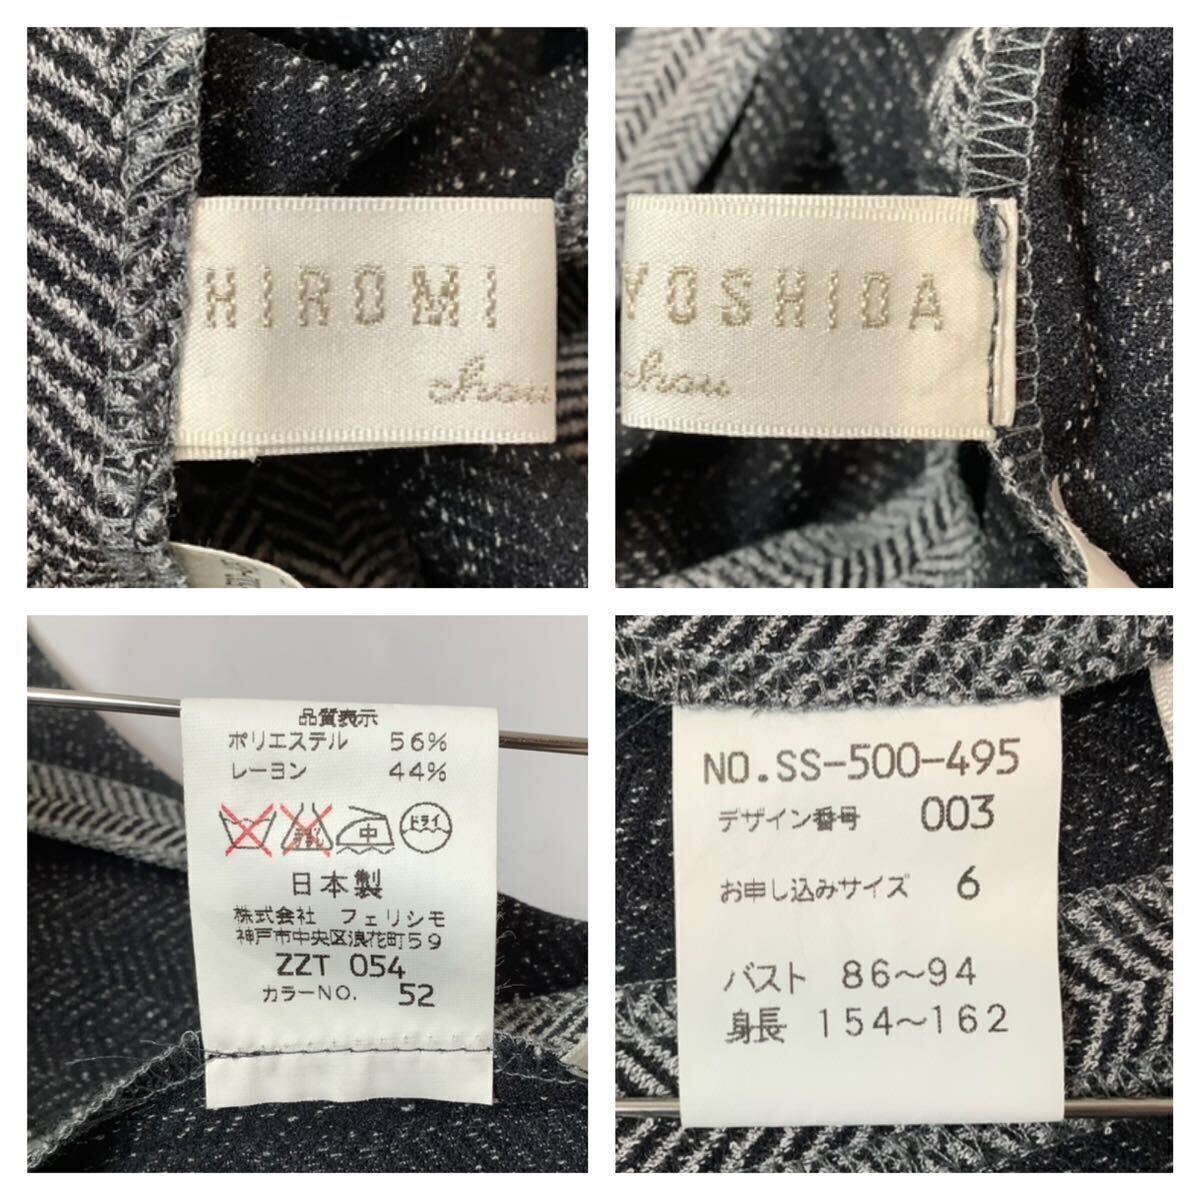 HIROMI
chou
YOSHIDA
chou
品質表示
ポリエステル 56%
レーヨン 44%
中 ドライ
日本製
株式会社 フェリシモ
神戸市中央区浪花町59
ZZT 054
カラーNO. 52
NO.SS-500-495
デザイン番号 003
お申し込みサイズ 6
バスト 86〜94
身長 154〜162